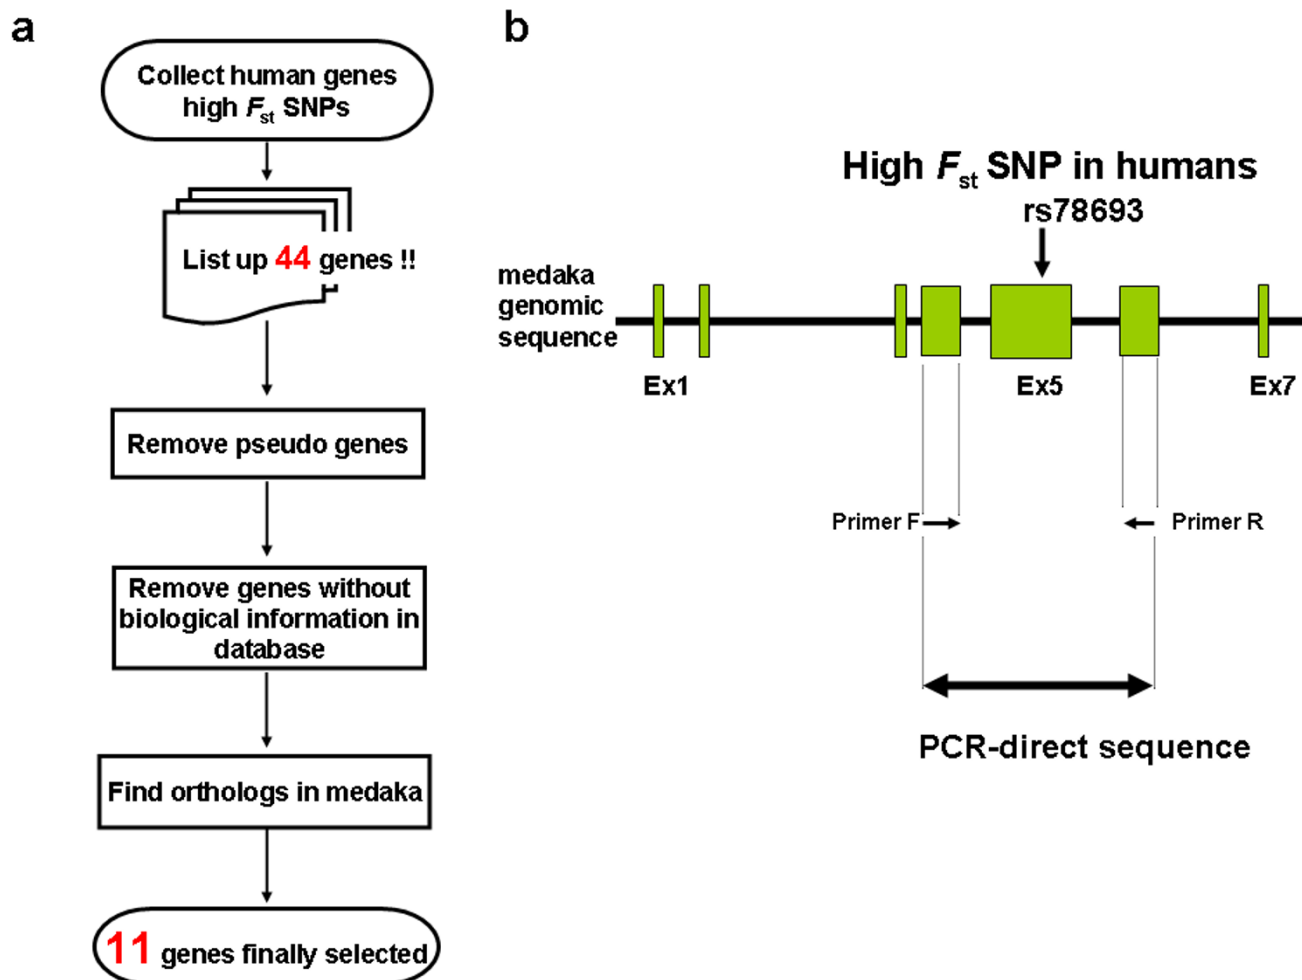 a
Collect human genes
high Fst SNPs
List up 44 genes !!
Remove pseudo genes
Remove genes without
biological information in
database
Find orthologs in medaka
11 genes finally selected
b
High Fst SNP in humans
rs78693
medaka
genomic
sequence
Ex1
Ex5
Ex7
Primer F
Primer R
PCR-direct sequence